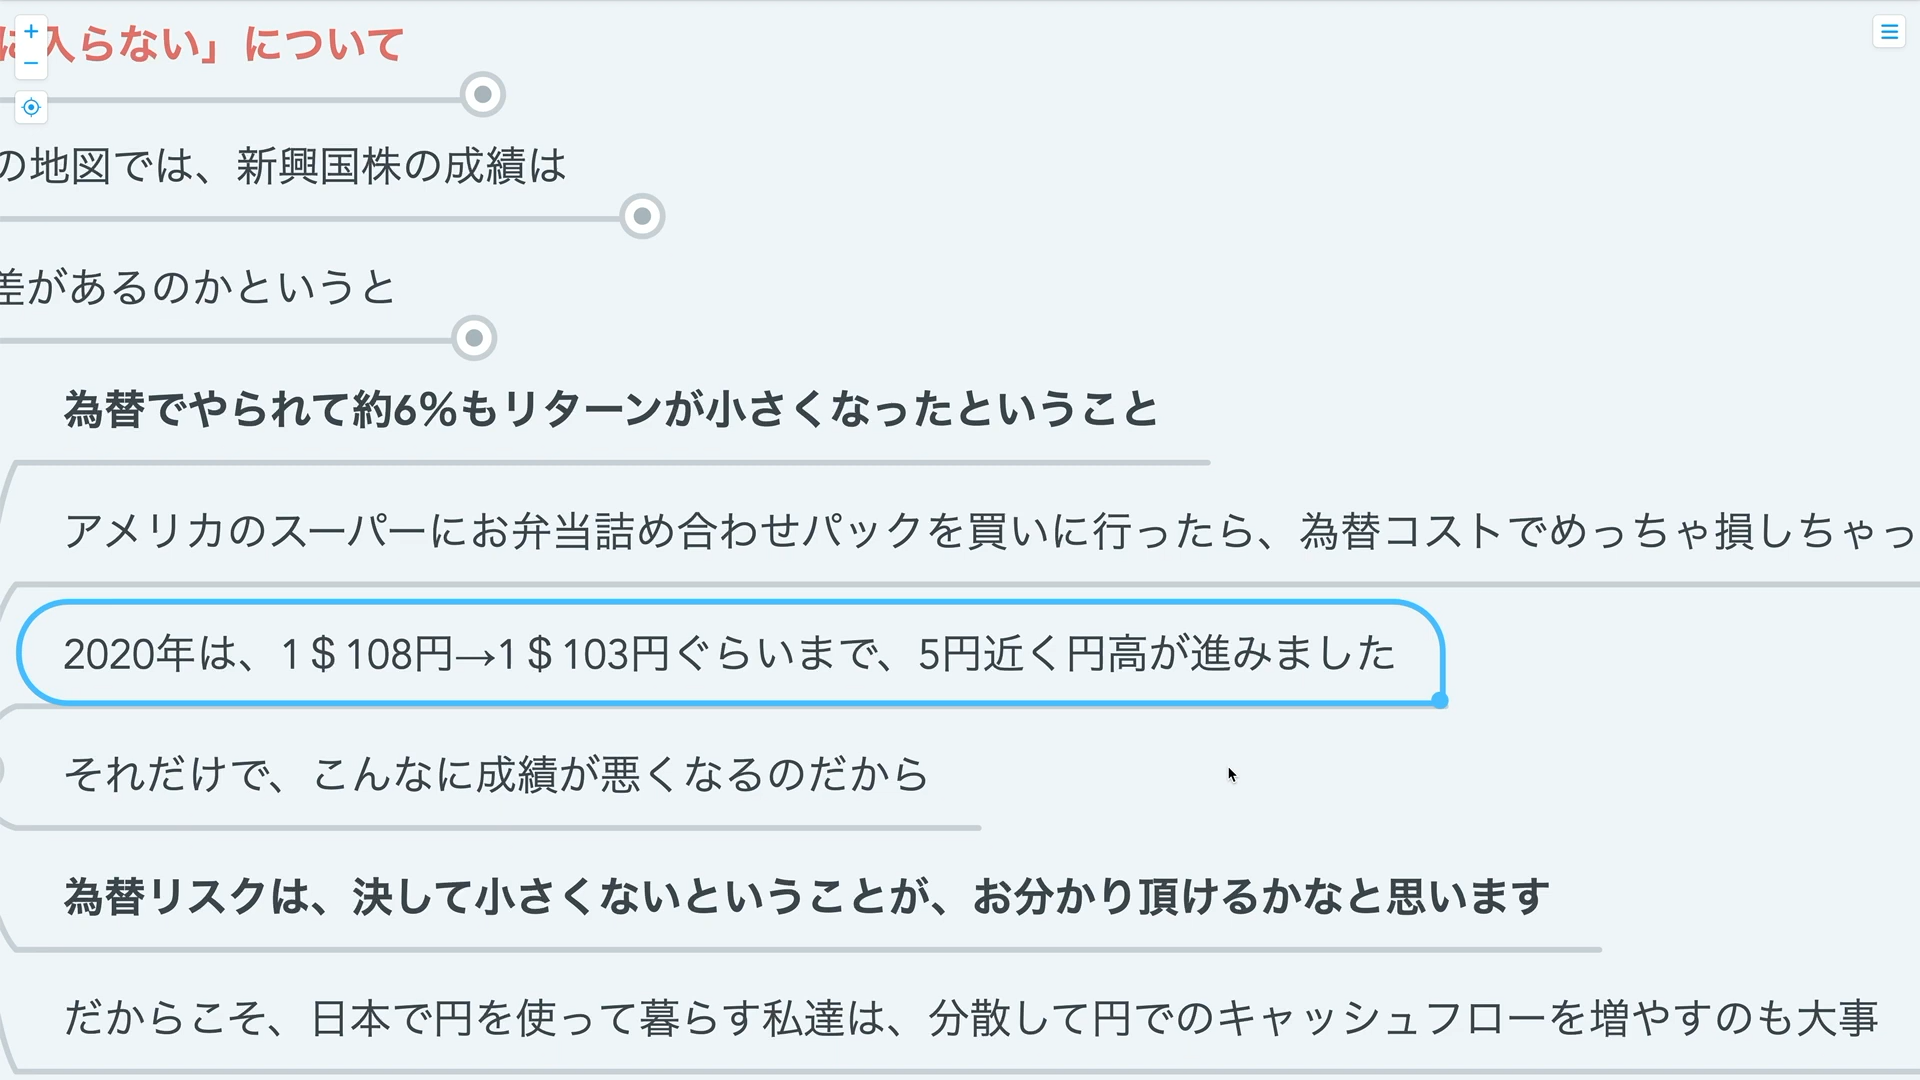 入らない」について
の地図では、新興国株の成績は
差があるのかというと
為替でやられて約6%もリターンが小さくなったということ
アメリカのスーパーにお弁当詰め合わせパックを買いに行ったら、為替コストでめっちゃ損しちゃっ
2020年は、1＄108円→1＄103円ぐらいまで、5円近く円高が進みました
それだけで、こんなに成績が悪くなるのだから
為替リスクは、決して小さくないということが、お分かり頂けるかなと思います
だからこそ、日本で円を使って暮らす私達は、分散して円でのキャッシュフローを増やすのも大事